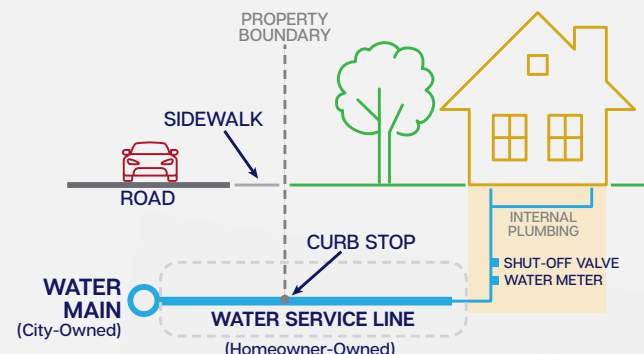 PROPERTY
BOUNDARY
SIDEWALK
ROAD
INTERNAL
PLUMBING
CURB STOP
SHUT-OFF VALVE
WATER METER
WATER
MAIN
(City-Owned)
WATER SERVICE LINE
(Homeowner-Owned)